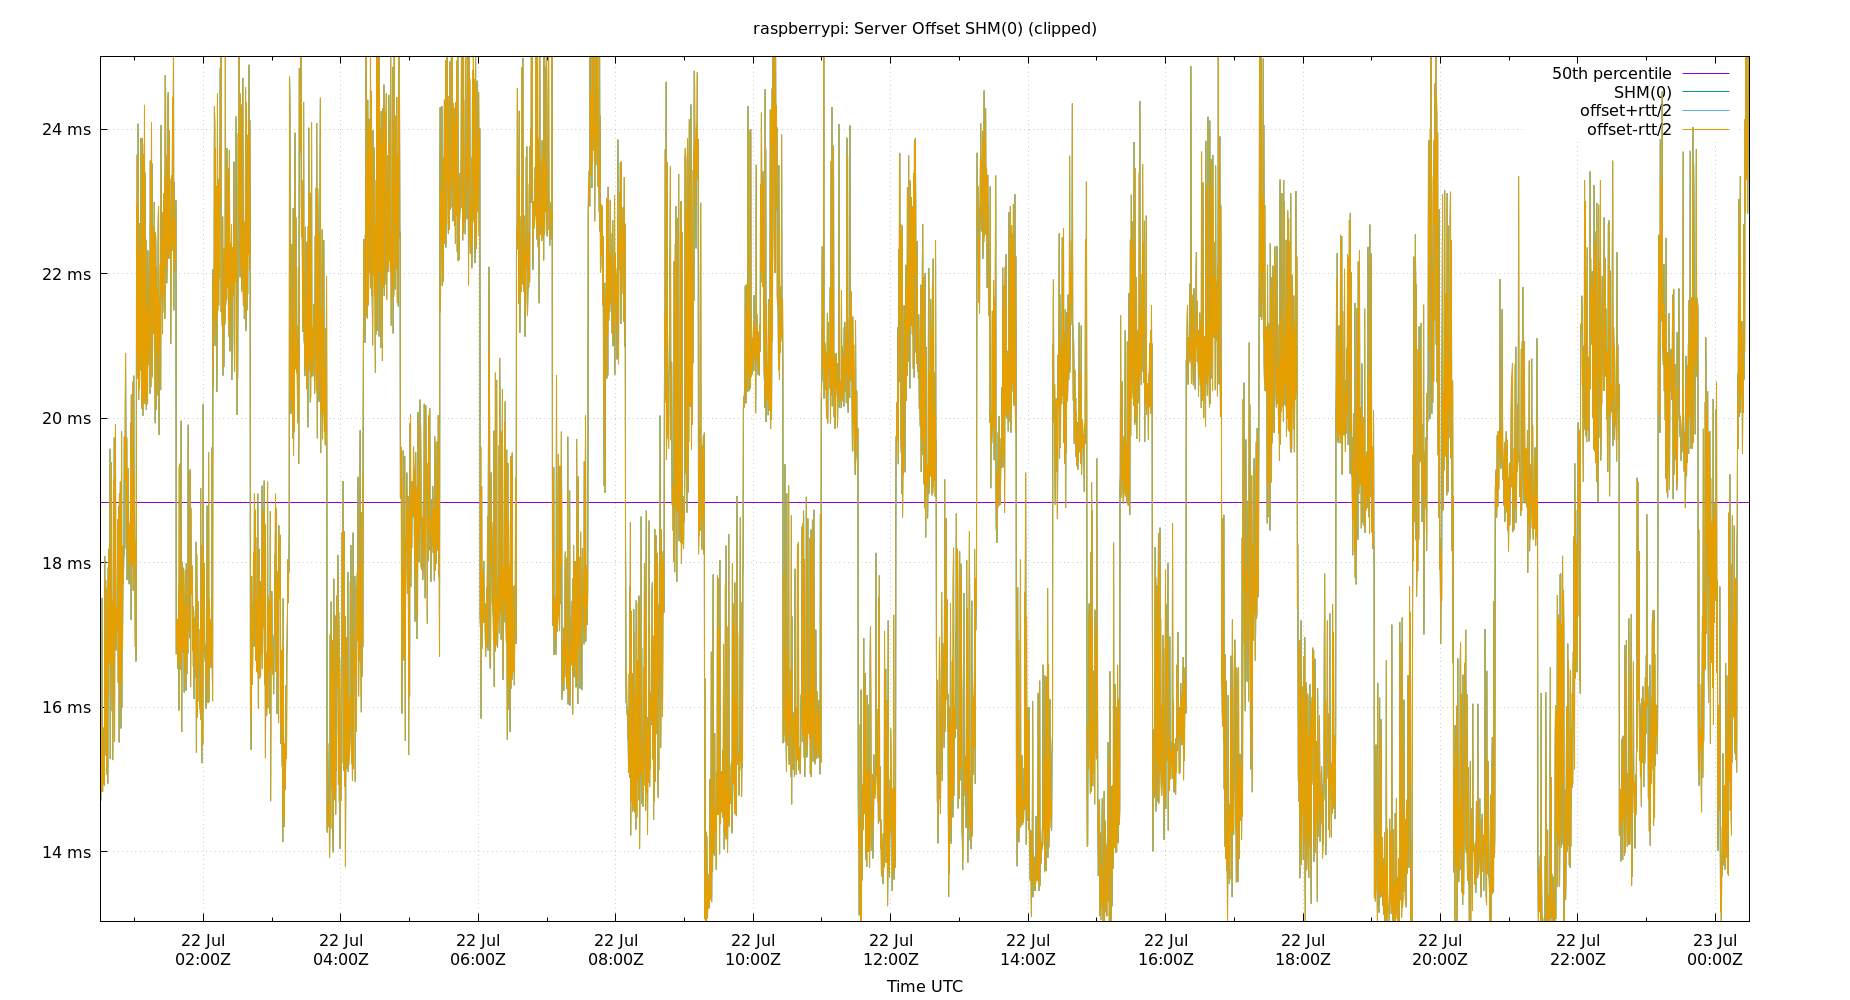 raspberrypi: Server Offset SHM(0) (clipped)
50th percentile
SHM(0)
offset+rtt/2
offset-rtt/2
24 ms
22 ms
20 ms
18 ms
16 ms
14 ms
22 Jul 22 Jul 22 Jul 22 Jul 22 Jul 22 Jul 22 Jul 22 Jul 22 Jul 22 Jul 22 Jul 23 Jul
02:00Z 04:00Z 06:00Z 08:00Z 10:00Z 12:00Z 14:00Z 16:00Z 18:00Z 20:00Z 22:00Z 00:00Z
Time UTC